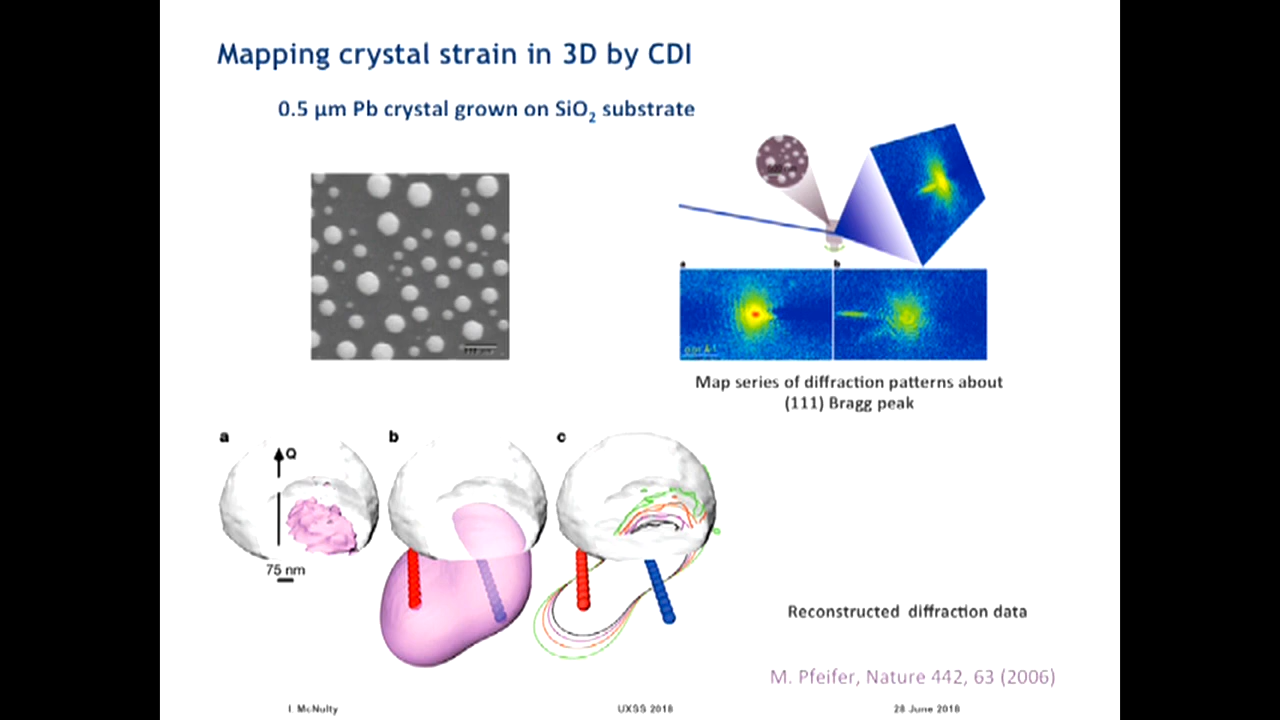 Mapping crystal strain in 3D by CDI
0.5 µm Pb crystal grown on SiO₂ substrate
a
b
Map series of diffraction patterns about
(111) Bragg peak
a
b
c
Q
75 nm
Reconstructed diffraction data
M. Pfeifer, Nature 442, 63 (2006)
I. McNulty
UXSS 2018
28 June 2018